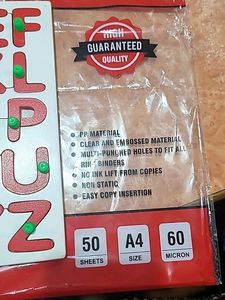 HIGH
GUARANTEED
QUALITY
F
L
P
U
Z
• PP MATERIAL
• CLEAR AND EMBOSSED MATERIAL
• MULTI-PUNCHED HOLES TO FIT ALL
RING BINDERS
• NO INK LIFT FROM COPIES
• NON STATIC
• EASY COPY INSERTION
50
SHEETS
A4
SIZE
60
MICRON